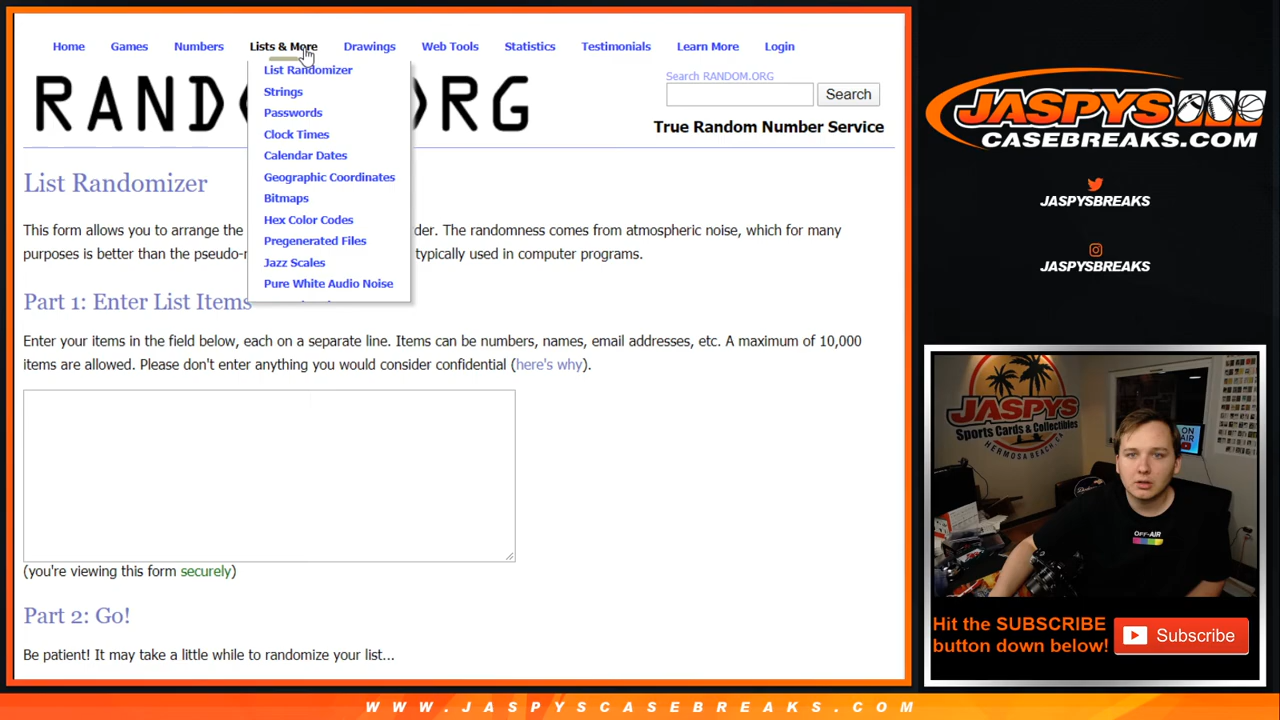 Home Games Numbers Lists & More Drawings Web Tools Statistics Testimonials Learn More Login
List Randomizer
Strings
Passwords
Clock Times
Calendar Dates
Geographic Coordinates
Bitmaps
Hex Color Codes
Pregenerated Files
Jazz Scales
Pure White Audio Noise
Search RANDOM.ORG
Search
True Random Number Service
List Randomizer
This form allows you to arrange the
der. The randomness comes from atmospheric noise, which for many
purposes is better than the pseudo-
typically used in computer programs.
Part 1: Enter List Items
Enter your items in the field below, each on a separate line. Items can be numbers, names, email addresses, etc. A maximum of 10,000
items are allowed. Please don't enter anything you would consider confidential (here's why).
(you're viewing this form securely)
Part 2: Go!
Be patient! It may take a little while to randomize your list...
JASPYS
CASEBREAKS.COM
JASPYSBREAKS
JASPYSBREAKS
JASPYS
Sports Cards & Collectibles
HERMOSA BEACH, CA
ON
AIR
OFF-AIR
Hit the SUBSCRIBE
button down below!
Subscribe
WWW.JASPYSCASEBREAKS.COM